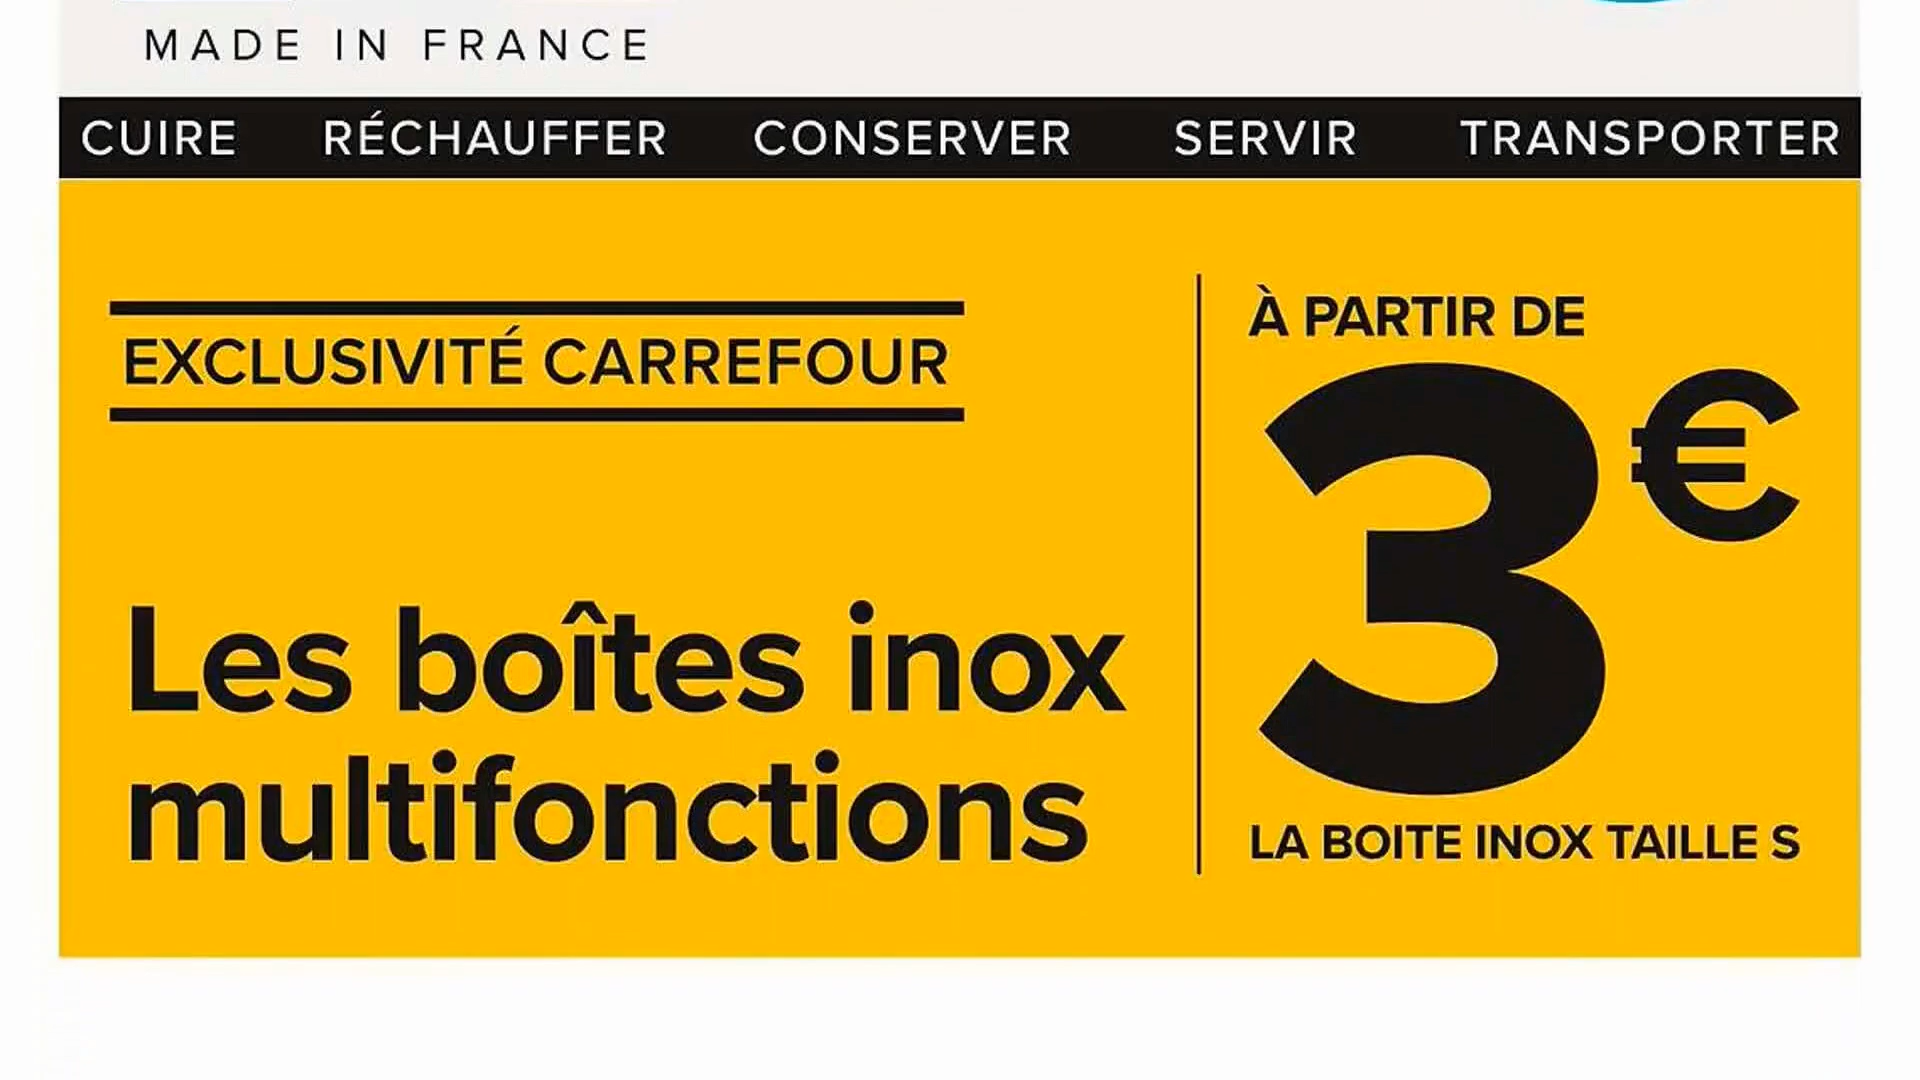 MADE IN FRANCE
CUIRE RÉCHAUFFER CONSERVER SERVIR TRANSPORTER
EXCLUSIVITÉ CARREFOUR
Les boîtes inox
multifonctions
À PARTIR DE
3€
LA BOITE INOX TAILLE S